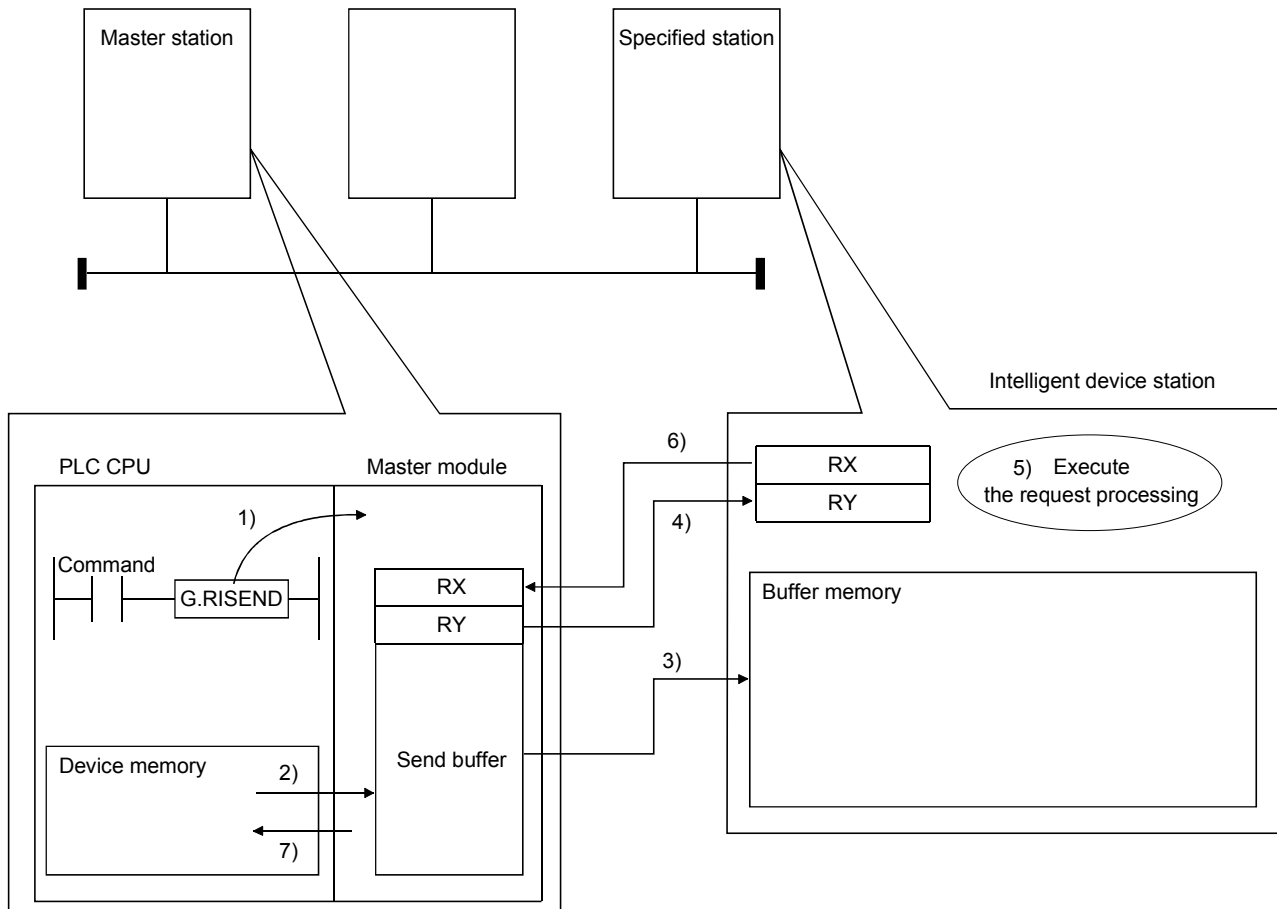 Master station
Specified station
Intelligent device station
PLC CPU
Master module
1)
Command
G.RISEND
RX
RY
Send buffer
Device memory
2)
7)
6)
4)
3)
RX
RY
5) Execute
the request processing
Buffer memory